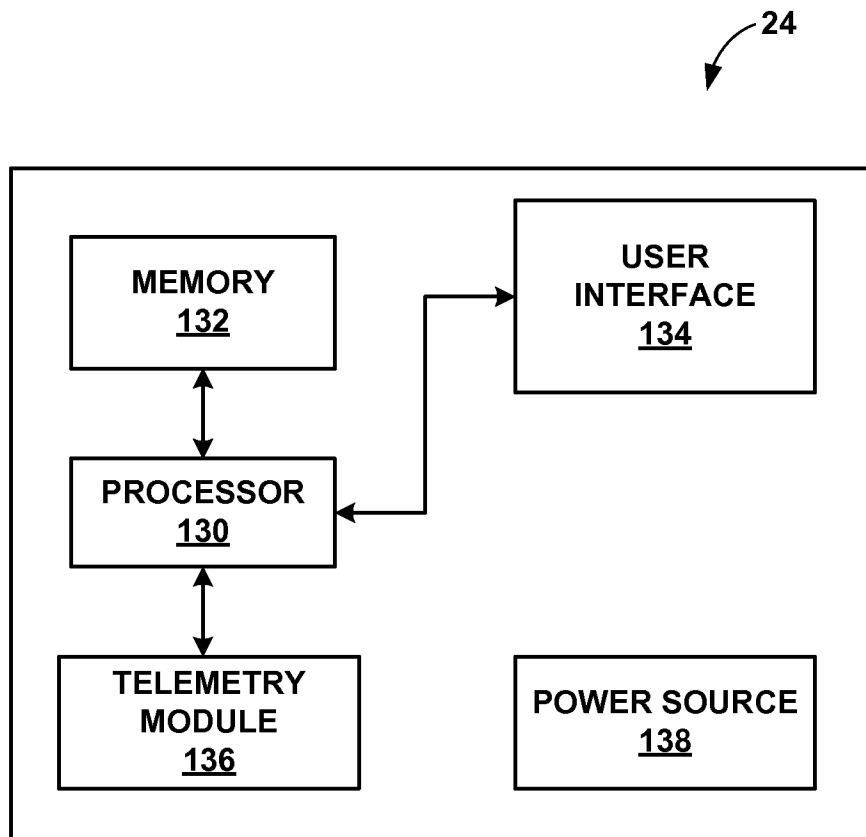 24
MEMORY
132
USER
INTERFACE
134
PROCESSOR
130
TELEMETRY
MODULE
136
POWER SOURCE
138